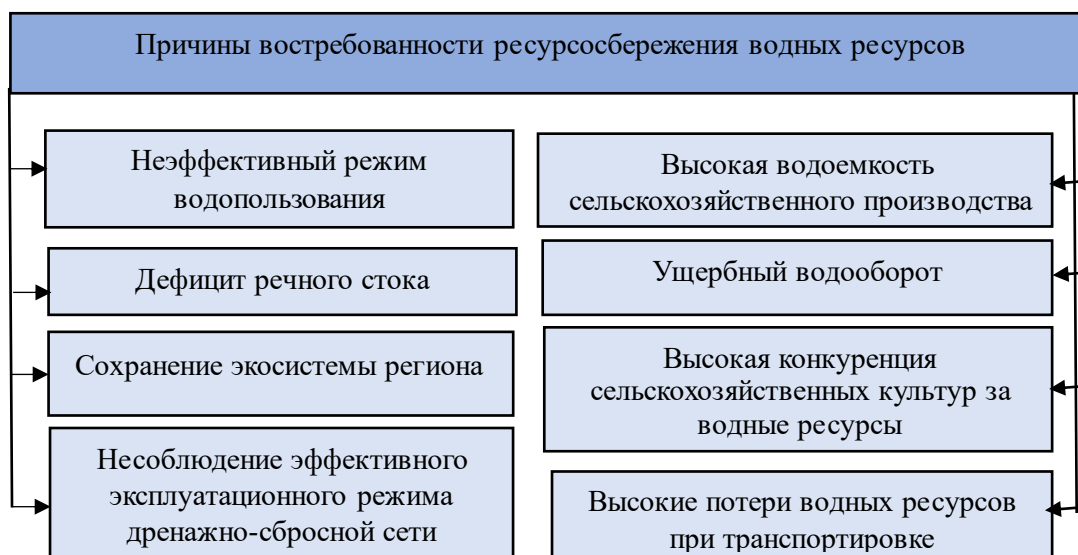 Причины востребованности ресурсосбережения водных ресурсов
Неэффективный режим
водопользования
Дефицит речного стока
Сохранение экосистемы региона
Несоблюдение эффективного
эксплуатационного режима
дренажно-сбросной сети
Высокая водоемкость
сельскохозяйственного производства
Ущербный водооборот
Высокая конкуренция
сельскохозяйственных культур за
водные ресурсы
Высокие потери водных ресурсов
при транспортировке